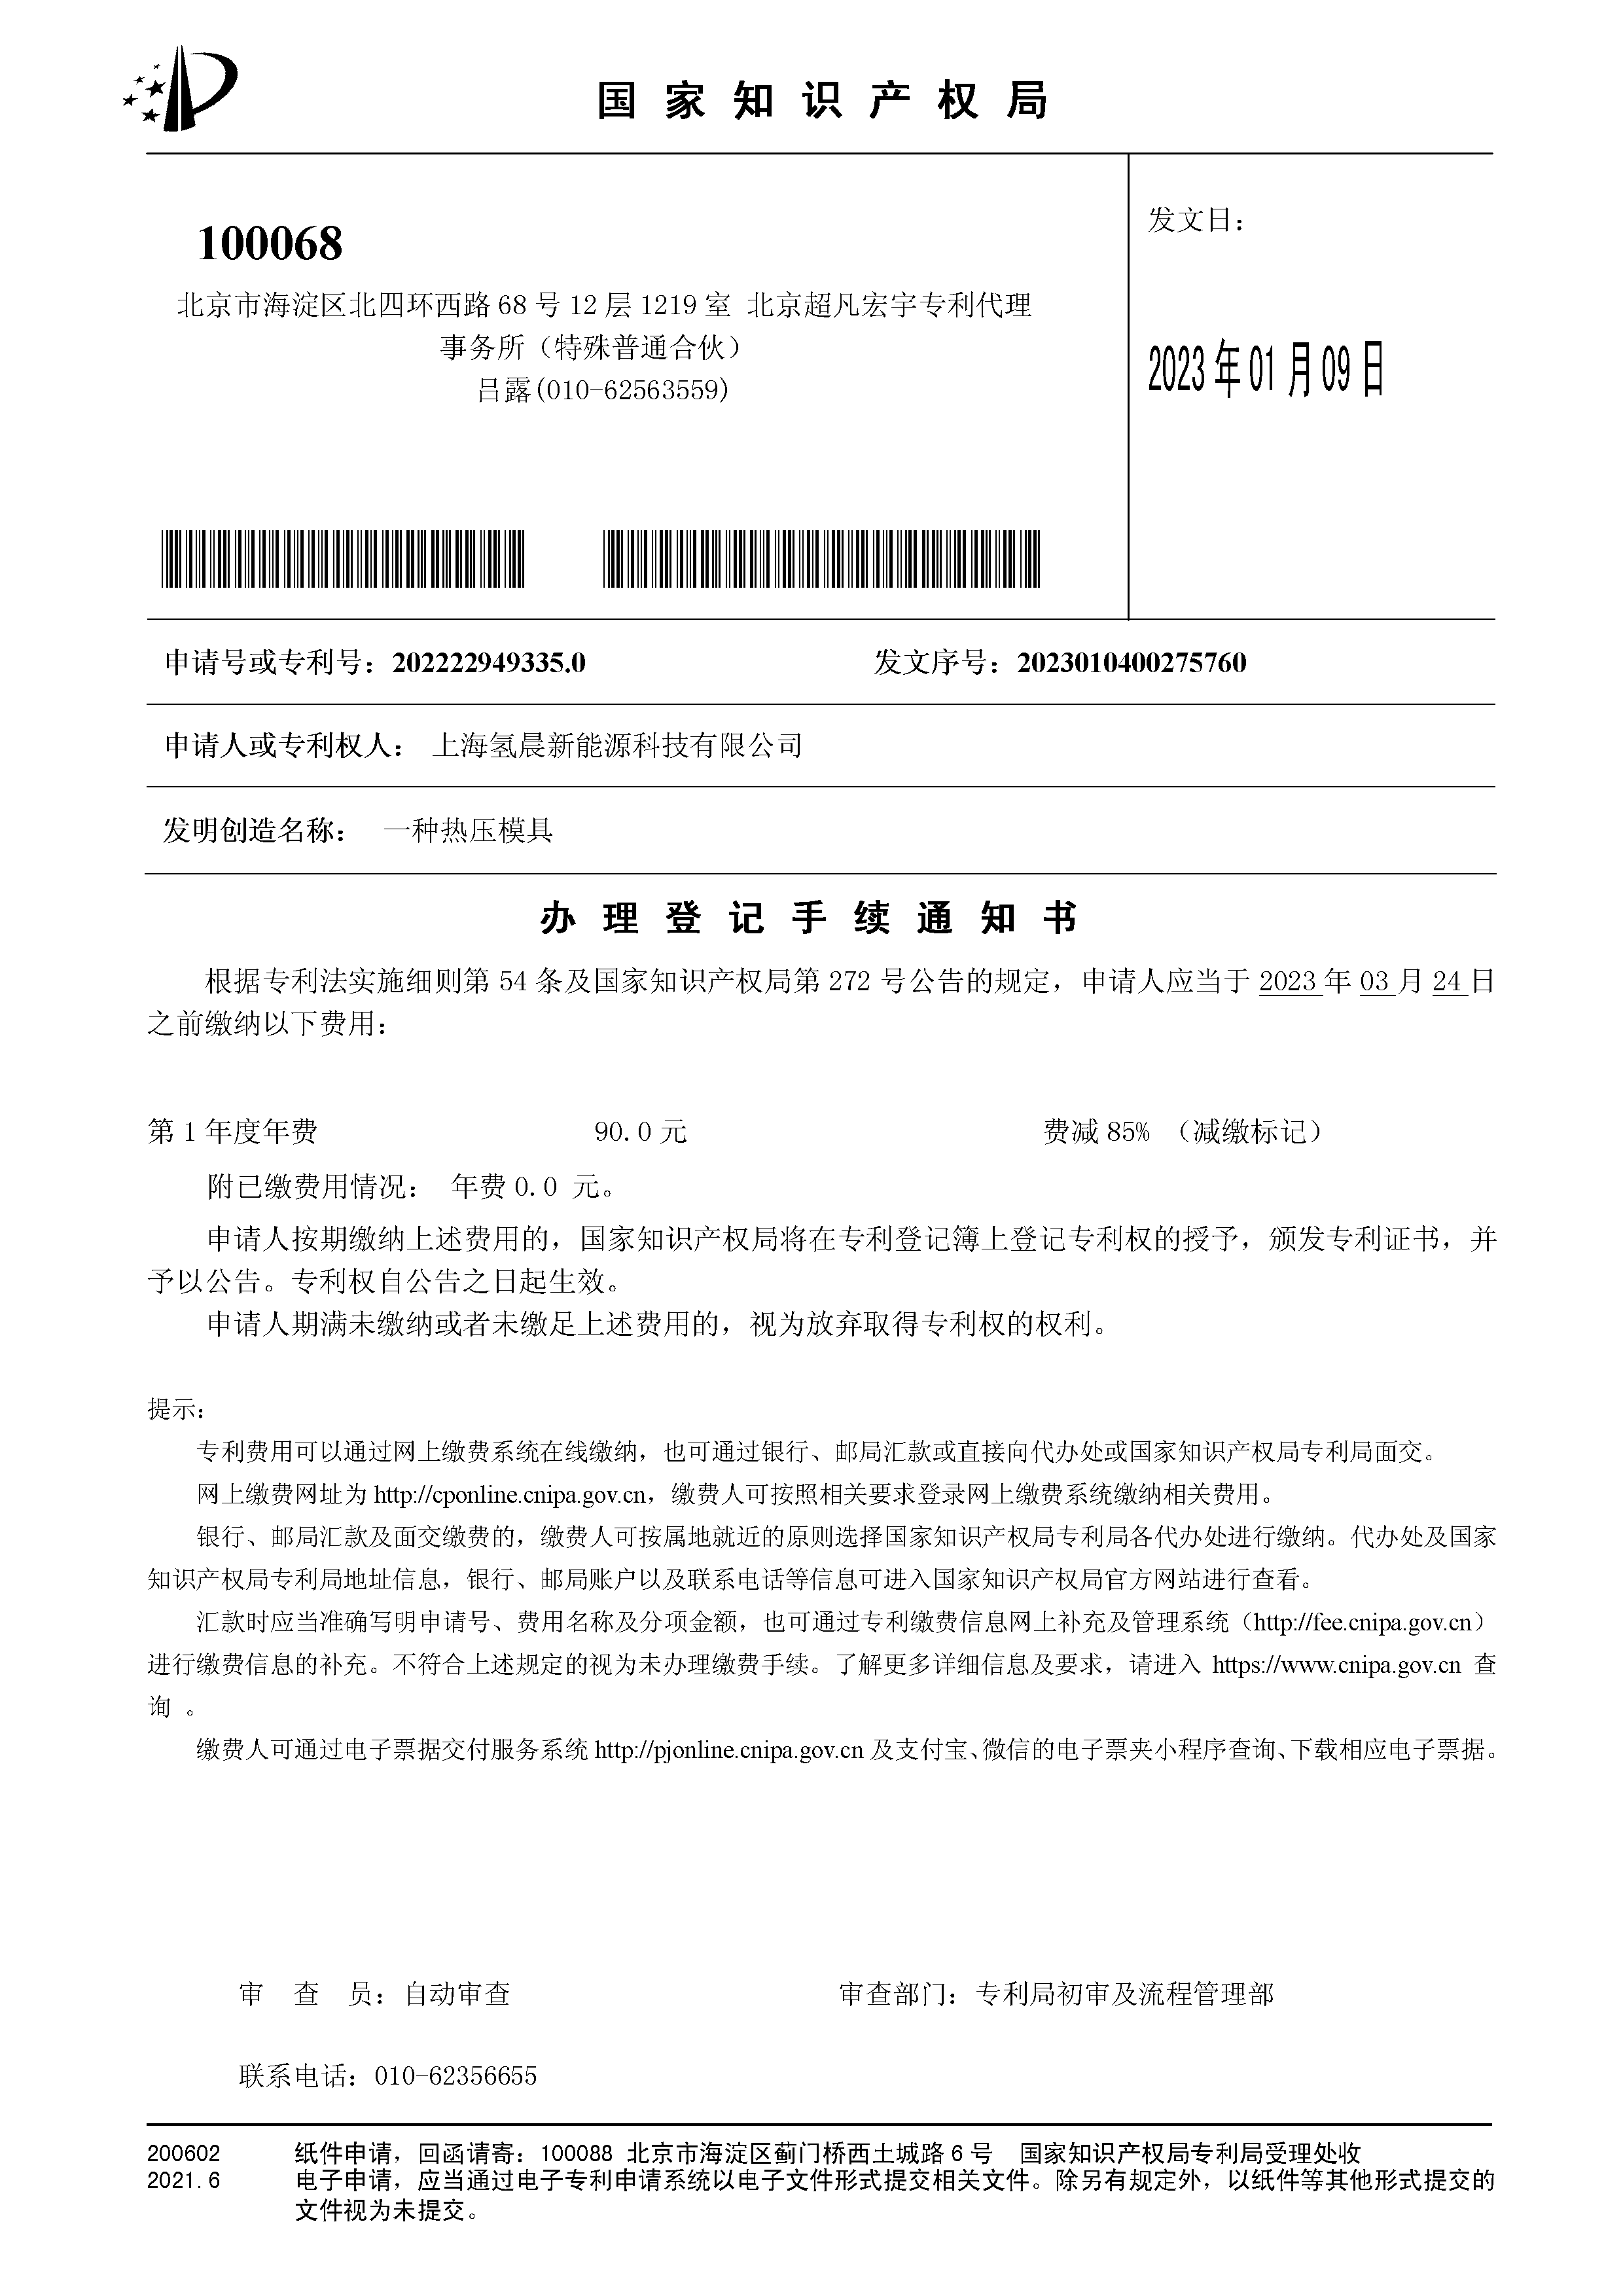 国家知识产权局
100068
北京市海淀区北四环西路 68 号 12 层 1219 室 北京超凡宏宇专利代理
事务所（特殊普通合伙）
吕露(010-62563559)
发文日：
2023 年 01 月 09 日
申请号或专利号：202222949335.0 发文序号：2023010400275760
申请人或专利权人： 上海氢晨新能源科技有限公司
发明创造名称： 一种热压模具
办理登记手续通知书
根据专利法实施细则第 54 条及国家知识产权局第 272 号公告的规定，申请人应当于 2023 年 03 月 24 日
之前缴纳以下费用：
第 1 年度年费 90.0 元 费减 85% （减缴标记）
附已缴费用情况： 年费 0.0 元。
申请人按期缴纳上述费用的，国家知识产权局将在专利登记簿上登记专利权的授予，颁发专利证书，并
予以公告。专利权自公告之日起生效。
申请人期满未缴纳或者未缴足上述费用的，视为放弃取得专利权的权利。
提示：
专利费用可以通过网上缴费系统在线缴纳，也可通过银行、邮局汇款或直接向代办处或国家知识产权局专利局面交。
网上缴费网址为 http://cponline.cnipa.gov.cn，缴费人可按照相关要求登录网上缴费系统缴纳相关费用。
银行、邮局汇款及面交缴费的，缴费人可按属地就近的原则选择国家知识产权局专利局各代办处进行缴纳。代办处及国家
知识产权局专利局地址信息，银行、邮局账户以及联系电话等信息可进入国家知识产权局官方网站进行查看。
汇款时应当准确写明申请号、费用名称及分项金额，也可通过专利缴费信息网上补充及管理系统（http://fee.cnipa.gov.cn）
进行缴费信息的补充。不符合上述规定的视为未办理缴费手续。了解更多详细信息及要求，请进入 https://www.cnipa.gov.cn 查
询 。
缴费人可通过电子票据交付服务系统 http://pjonline.cnipa.gov.cn 及支付宝、微信的电子票夹小程序查询、下载相应电子票据。
审 查 员：自动审查 审查部门：专利局初审及流程管理部
联系电话：010-62356655
200602 纸件申请，回函请寄：100088 北京市海淀区蓟门桥西土城路 6 号 国家知识产权局专利局受理处收
2021.6 电子申请，应当通过电子专利申请系统以电子文件形式提交相关文件。除另有规定外，以纸件等其他形式提交的
文件视为未提交。